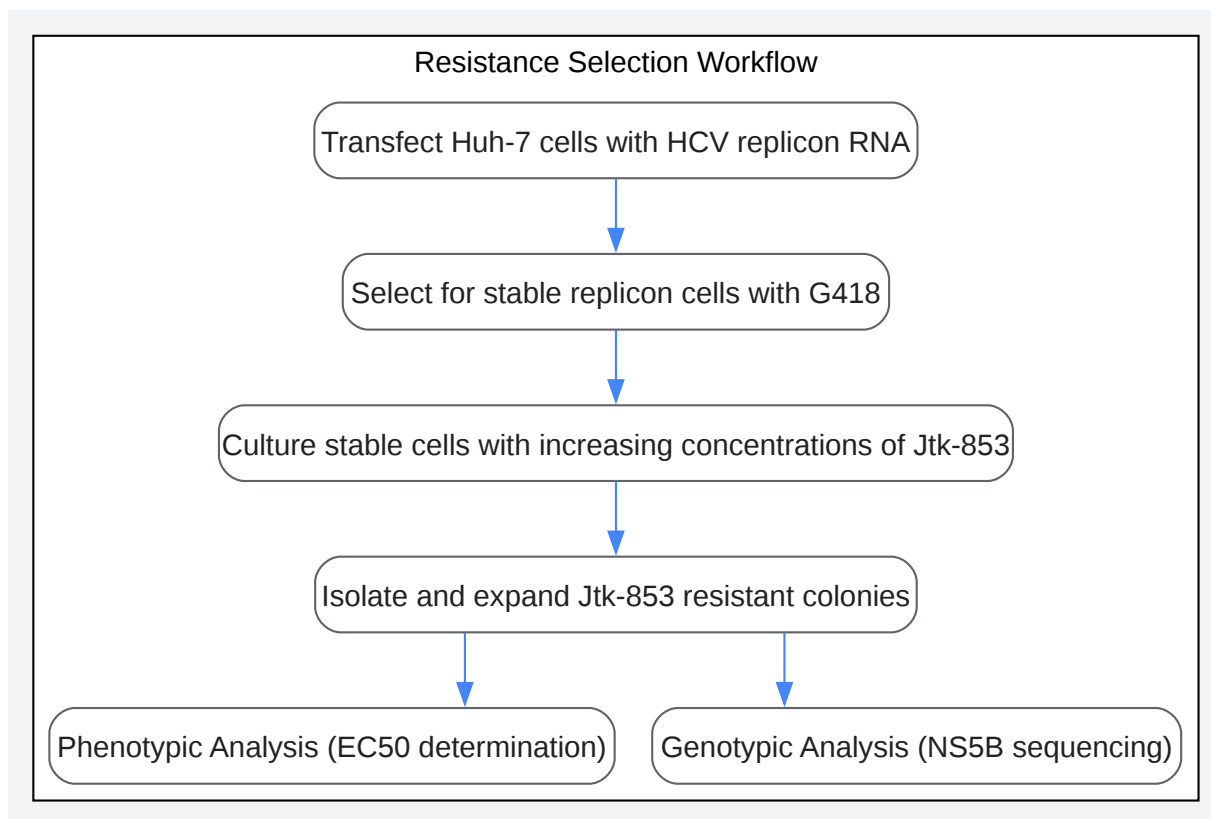 Resistance Selection Workflow
Transfect Huh-7 cells with HCV replicon RNA
Select for stable replicon cells with G418
Culture stable cells with increasing concentrations of Jtk-853
Isolate and expand Jtk-853 resistant colonies
Phenotypic Analysis (EC50 determination)
Genotypic Analysis (NS5B sequencing)